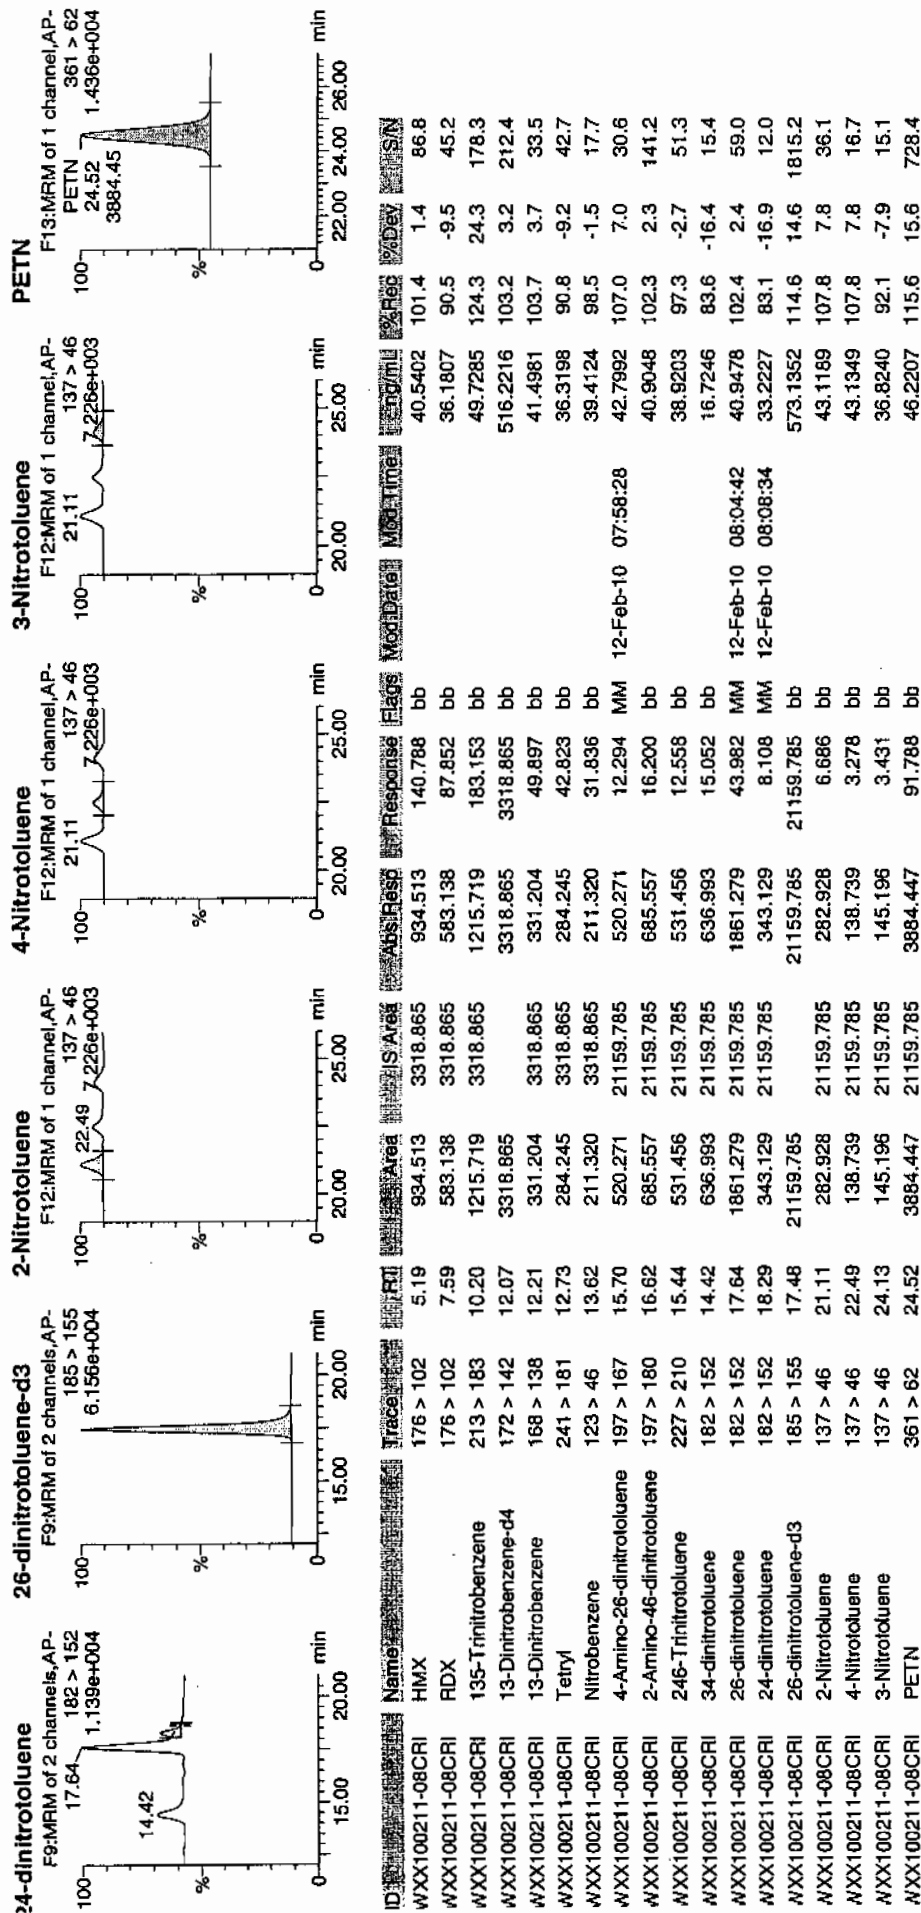 24-dinitrotoluene
F9:MRM of 2 channels,AP-
182 > 152
1.139e+004
17.64
14.42
100
%
0
15.00 20.00 min
26-dinitrotoluene-d3
F9:MRM of 2 channels,AP-
185 > 155
6.156e+004
100
%
0
15.00 20.00 min
2-Nitrotoluene
F12:MRM of 1 channel,AP-
137 > 46
7.226e+003
22.49
100
%
0
20.00 25.00 min
4-Nitrotoluene
F12:MRM of 1 channel,AP-
137 > 46
7.226e+003
21.11
100
%
0
20.00 25.00 min
3-Nitrotoluene
F12:MRM of 1 channel,AP-
137 > 46
7.226e+003
21.11
100
%
0
20.00 25.00 min
PETN
F13:MRM of 1 channel,AP-
361 > 62
1.436e+004
PETN
24.52
3884.45
100
%
0
22.00 24.00 26.00 min
ID Name Trace RT Area IS Area Abs.Resp Response Flags Mod.Date Mod.Time ng/mL %Rec %Dev S/N
WXX100211-08CRI HMX 176 > 102 5.19 934.513 3318.865 934.513 140.788 bb 40.5402 101.4 1.4 86.8
WXX100211-08CRI RDX 176 > 102 7.59 583.138 3318.865 583.138 87.852 bb 36.1807 90.5 -9.5 45.2
WXX100211-08CRI 135-Trinitrobenzene 213 > 183 10.20 1215.719 3318.865 1215.719 183.153 bb 49.7285 124.3 24.3 178.3
WXX100211-08CRI 13-Dinitrobenzene-d4 172 > 142 12.07 3318.865 3318.865 3318.865 bb 516.2216 103.2 3.2 212.4
WXX100211-08CRI 13-Dinitrobenzene 168 > 138 12.21 331.204 3318.865 331.204 49.897 bb 41.4981 103.7 3.7 33.5
WXX100211-08CRI Tetryl 241 > 181 12.73 284.245 3318.865 284.245 42.823 bb 36.3198 90.8 -9.2 42.7
WXX100211-08CRI Nitrobenzene 123 > 46 13.62 211.320 3318.865 211.320 31.836 bb 39.4124 98.5 -1.5 17.7
WXX100211-08CRI 4-Amino-26-dinitrotoluene 197 > 167 15.70 520.271 21159.785 520.271 12.294 MM 12-Feb-10 07:58:28 42.7992 107.0 7.0 30.6
WXX100211-08CRI 2-Amino-46-dinitrotoluene 197 > 180 16.62 685.557 21159.785 685.557 16.200 bb 40.9048 102.3 2.3 141.2
WXX100211-08CRI 246-Trinitrotoluene 227 > 210 15.44 531.456 21159.785 531.456 12.558 bb 38.9203 97.3 -2.7 51.3
WXX100211-08CRI 34-dinitrotoluene 182 > 152 14.42 636.993 21159.785 636.993 15.052 bb 16.7246 83.6 -16.4 15.4
WXX100211-08CRI 26-dinitrotoluene 182 > 152 17.64 1861.279 21159.785 1861.279 43.982 MM 12-Feb-10 08:04:42 40.9478 102.4 2.4 59.0
WXX100211-08CRI 24-dinitrotoluene 182 > 152 18.29 343.129 21159.785 343.129 8.108 MM 12-Feb-10 08:08:34 33.2227 83.1 -16.9 12.0
WXX100211-08CRI 26-dinitrotoluene-d3 185 > 155 17.48 21159.785 21159.785 21159.785 bb 573.1352 114.6 14.6 1815.2
WXX100211-08CRI 2-Nitrotoluene 137 > 46 21.11 282.928 21159.785 282.928 6.686 bb 43.1189 107.8 7.8 36.1
WXX100211-08CRI 4-Nitrotoluene 137 > 46 22.49 138.739 21159.785 138.739 3.278 bb 43.1349 107.8 7.8 16.7
WXX100211-08CRI 3-Nitrotoluene 137 > 46 24.13 145.196 21159.785 145.196 3.431 bb 36.8240 92.1 -7.9 15.1
WXX100211-08CRI PETN 361 > 62 24.52 3884.447 21159.785 3884.447 91.788 bb 46.2207 115.6 15.6 728.4